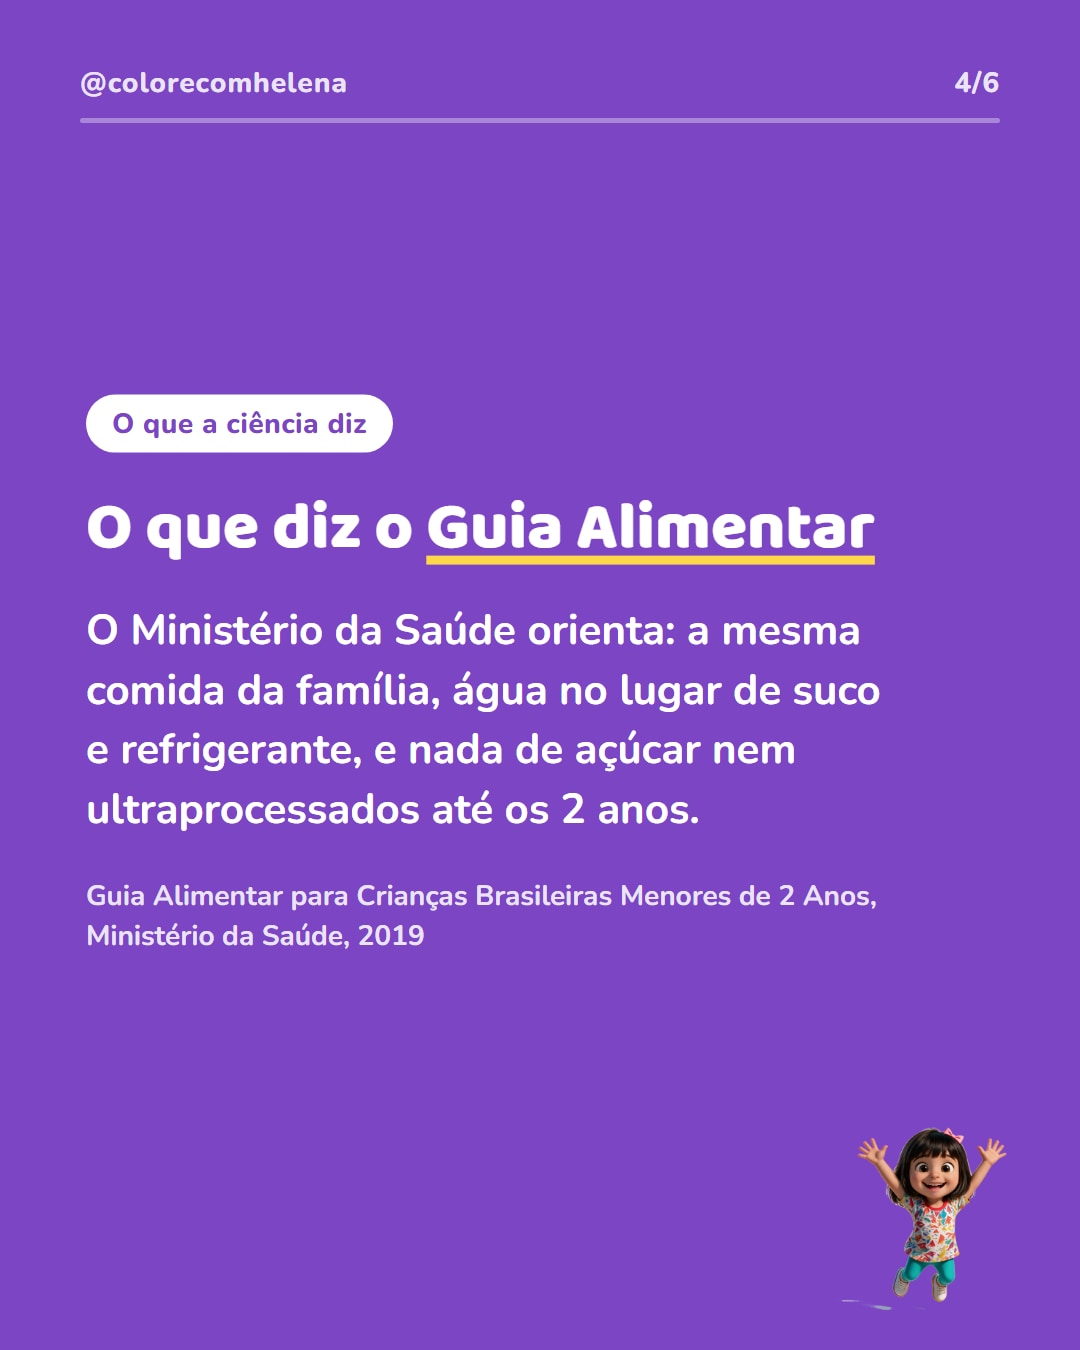 @colorecomhelena
4/6
O que a ciência diz
O que diz o Guia Alimentar
O Ministério da Saúde orienta: a mesma
comida da família, água no lugar de suco
e refrigerante, e nada de açúcar nem
ultraprocessados até os 2 anos.
Guia Alimentar para Crianças Brasileiras Menores de 2 Anos,
Ministério da Saúde, 2019